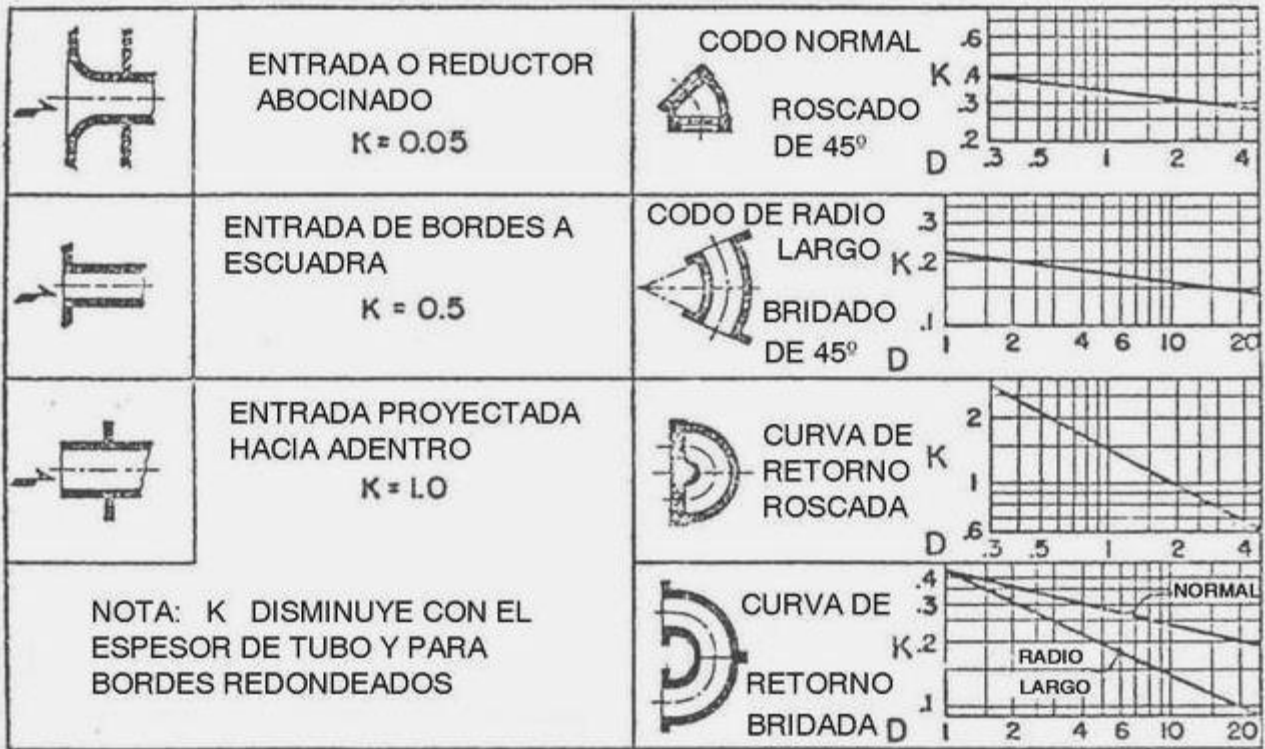 ENTRADA O REDUCTOR
ABOCINADO
K = 0.05
ENTRADA DE BORDES A
ESCUADRA
K = 0.5
ENTRADA PROYECTADA
HACIA ADENTRO
K = 1.0
NOTA: K DISMINUYE CON EL
ESPESOR DE TUBO Y PARA
BORDES REDONDEADOS
CODO NORMAL
ROSCADO
DE 45º
K
.6
.4
.3
.2
D
.3 .5 1 2 4
CODO DE RADIO
LARGO
BRIDADO
DE 45º
K
.3
.2
.1
D
1 2 4 6 10 20
CURVA DE
RETORNO
ROSCADA
K
2
1
.6
D
.3 .5 1 2 4
CURVA DE
RETORNO
BRIDADA
K
.4
.3
.2
.1
NORMAL
RADIO
LARGO
D
1 2 4 6 10 20